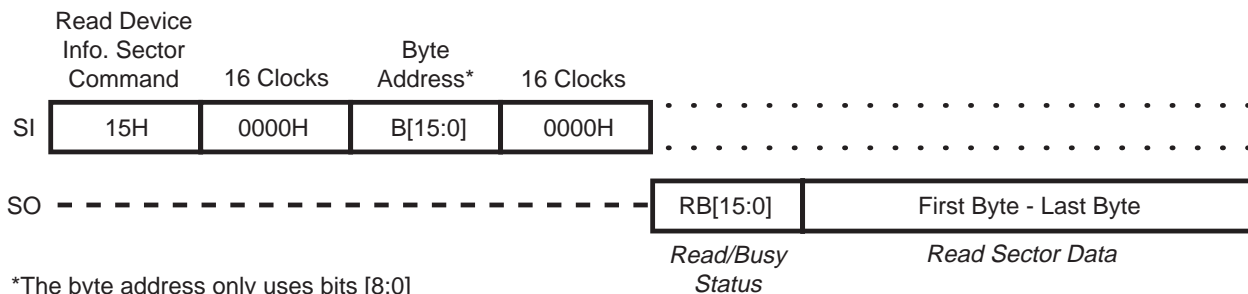 Read Device
Info. Sector
Command
16 Clocks
Byte
Address*
16 Clocks
SI
15H
0000H
B[15:0]
0000H
SO
RB[15:0]
First Byte - Last Byte
Read/Busy
Status
Read Sector Data
*The byte address only uses bits [8:0]